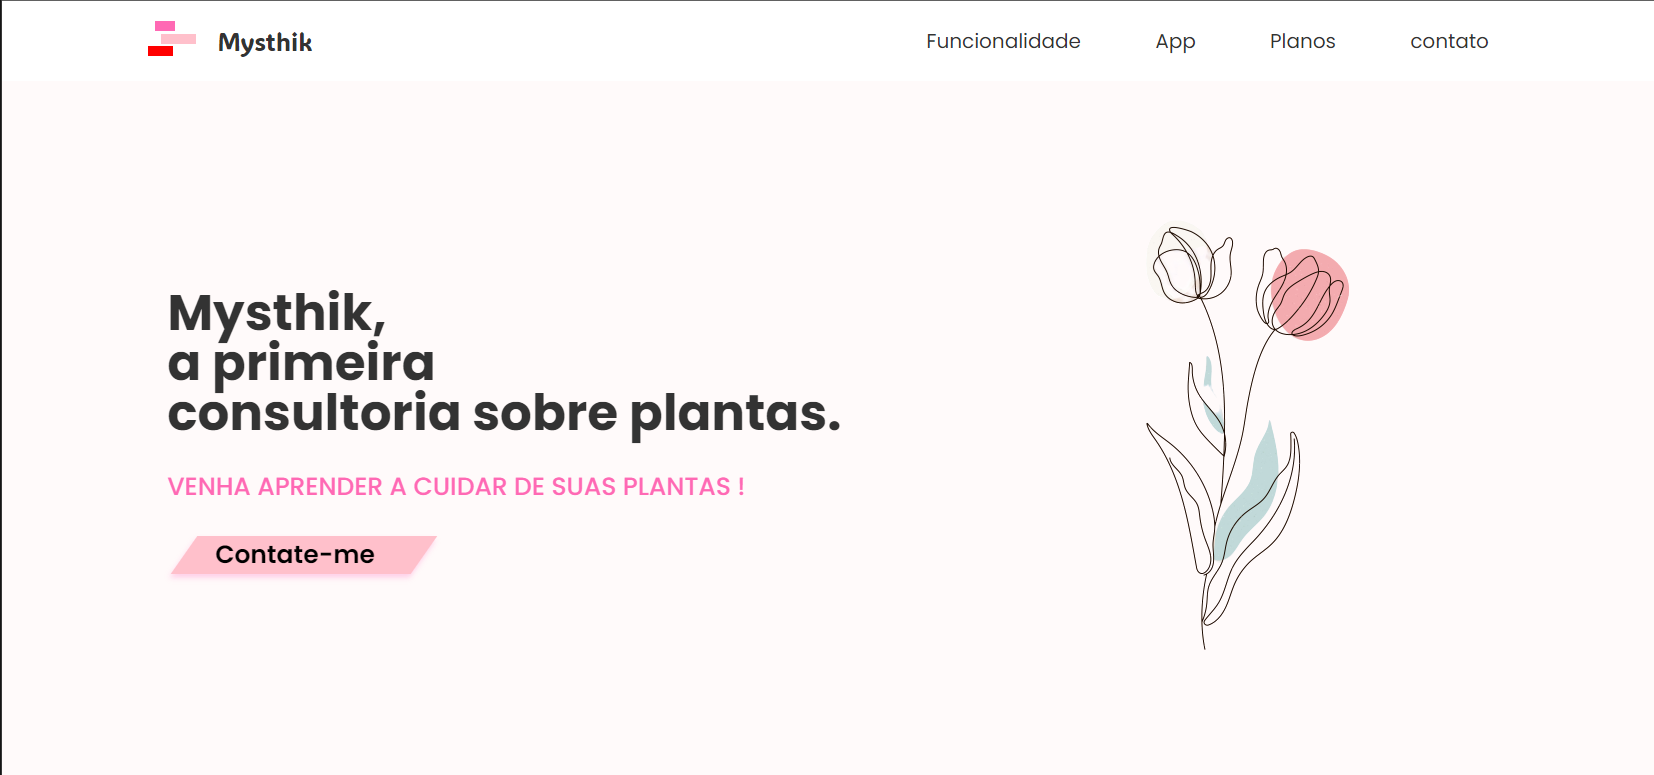 Mysthik
Funcionalidade
App
Planos
contato
Mysthik,
a primeira
consultoria sobre plantas.
VENHA APRENDER A CUIDAR DE SUAS PLANTAS !
Contate-me